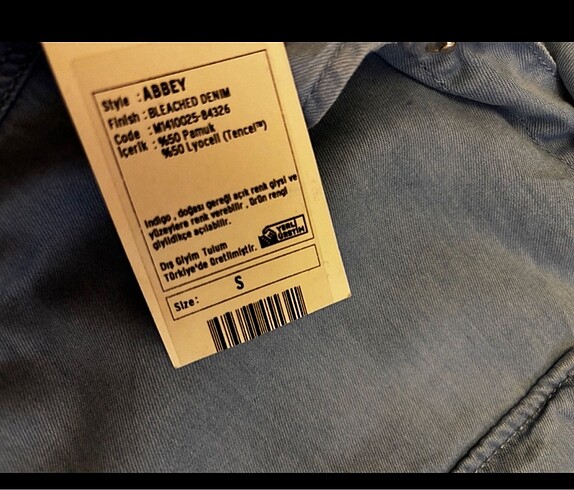 Style : ABBEY
Finish : BLEACHED DENIM
Code : M1410025-84326
İçerik : %50 Pamuk
%50 Lyocell (Tencel™)
Indigo , doğası gereği açık renk giysi ve
yüzeylere renk verebilir , ürün rengi
giyildikçe açılabilir.
YERLİ
ÜRETİM
Dış Giyim Tulum
Türkiye'de üretilmiştir.
Size: S